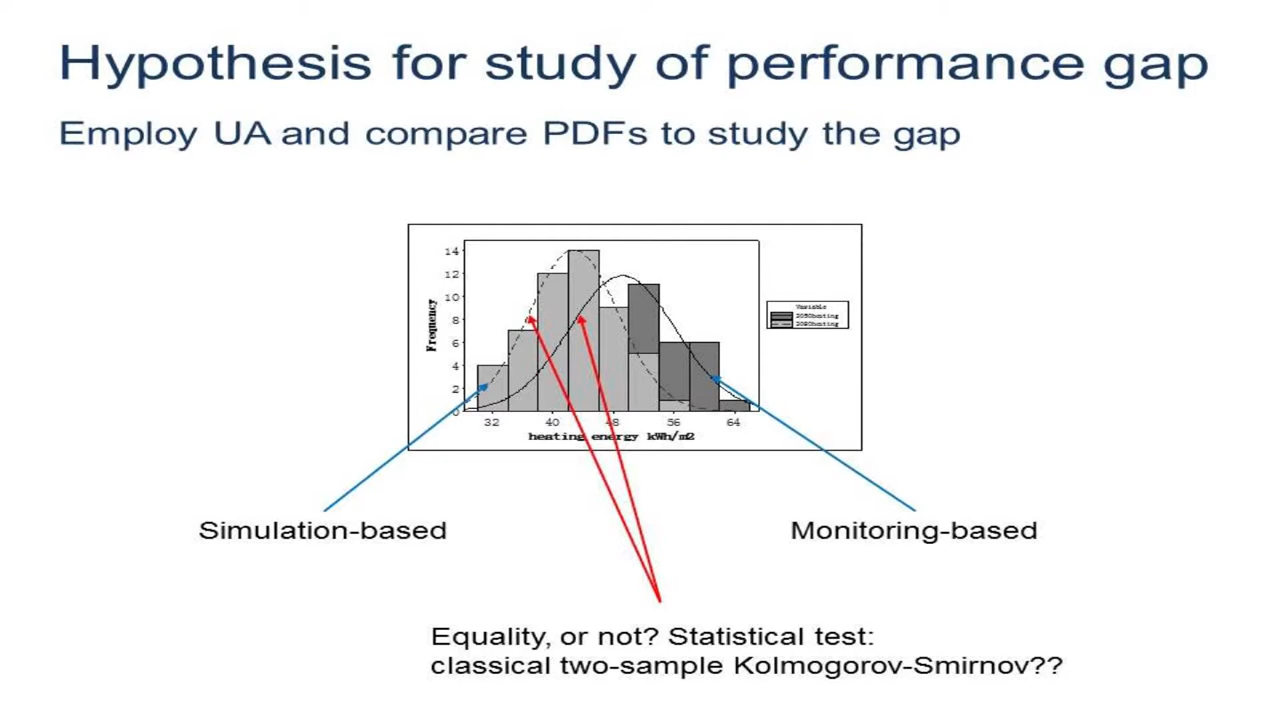 Hypothesis for study of performance gap
Employ UA and compare PDFs to study the gap
14
12
10
8
6
4
2
0
Frequency
32
40
48
56
64
heating energy kWh/m2
Variable
2050heating
2080heating
Simulation-based
Monitoring-based
Equality, or not? Statistical test:
classical two-sample Kolmogorov-Smirnov??